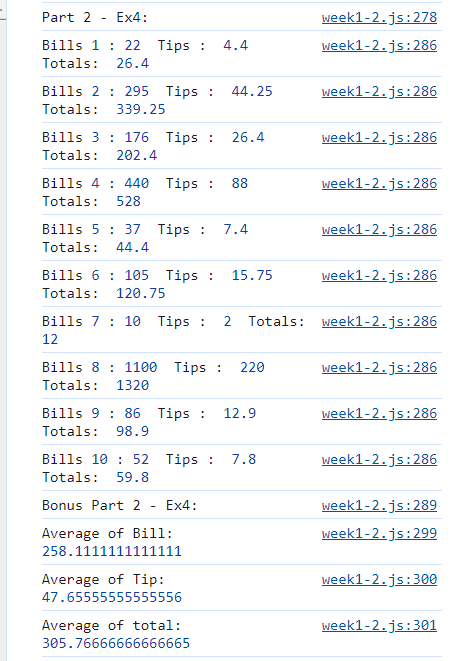 Part 2 - Ex4: week1-2.js:278
Bills 1 : 22 Tips : 4.4 week1-2.js:286
Totals: 26.4
Bills 2 : 295 Tips : 44.25 week1-2.js:286
Totals: 339.25
Bills 3 : 176 Tips : 26.4 week1-2.js:286
Totals: 202.4
Bills 4 : 440 Tips : 88 week1-2.js:286
Totals: 528
Bills 5 : 37 Tips : 7.4 week1-2.js:286
Totals: 44.4
Bills 6 : 105 Tips : 15.75 week1-2.js:286
Totals: 120.75
Bills 7 : 10 Tips : 2 Totals: week1-2.js:286
12
Bills 8 : 1100 Tips : 220 week1-2.js:286
Totals: 1320
Bills 9 : 86 Tips : 12.9 week1-2.js:286
Totals: 98.9
Bills 10 : 52 Tips : 7.8 week1-2.js:286
Totals: 59.8
Bonus Part 2 - Ex4: week1-2.js:289
Average of Bill: week1-2.js:299
258.1111111111111
Average of Tip: week1-2.js:300
47.65555555555556
Average of total: week1-2.js:301
305.76666666666665